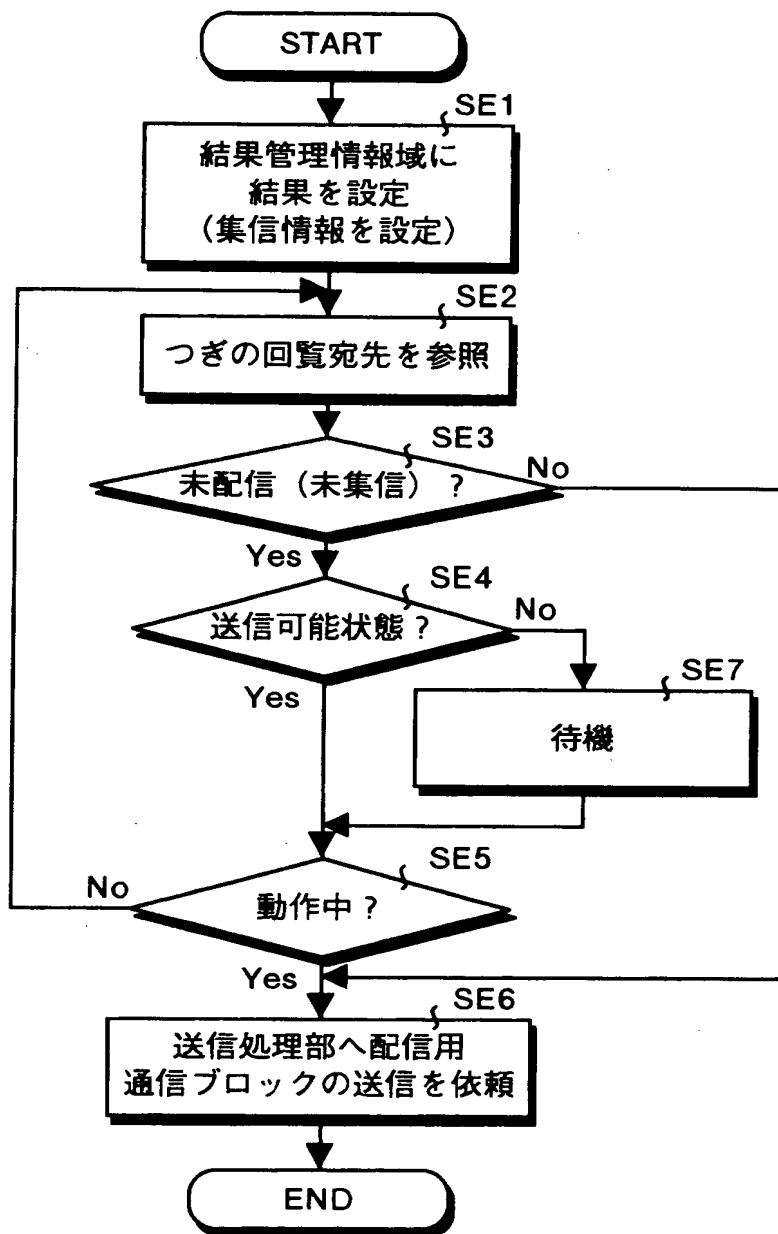 START
SE1
結果管理情報域に
結果を設定
(集信情報を設定)
SE2
つぎの回覧宛先を参照
SE3
未配信（未集信）？
No
Yes
SE4
送信可能状態？
No
Yes
SE7
待機
SE5
動作中？
No
Yes
SE6
送信処理部へ配信用
通信ブロックの送信を依頼
END